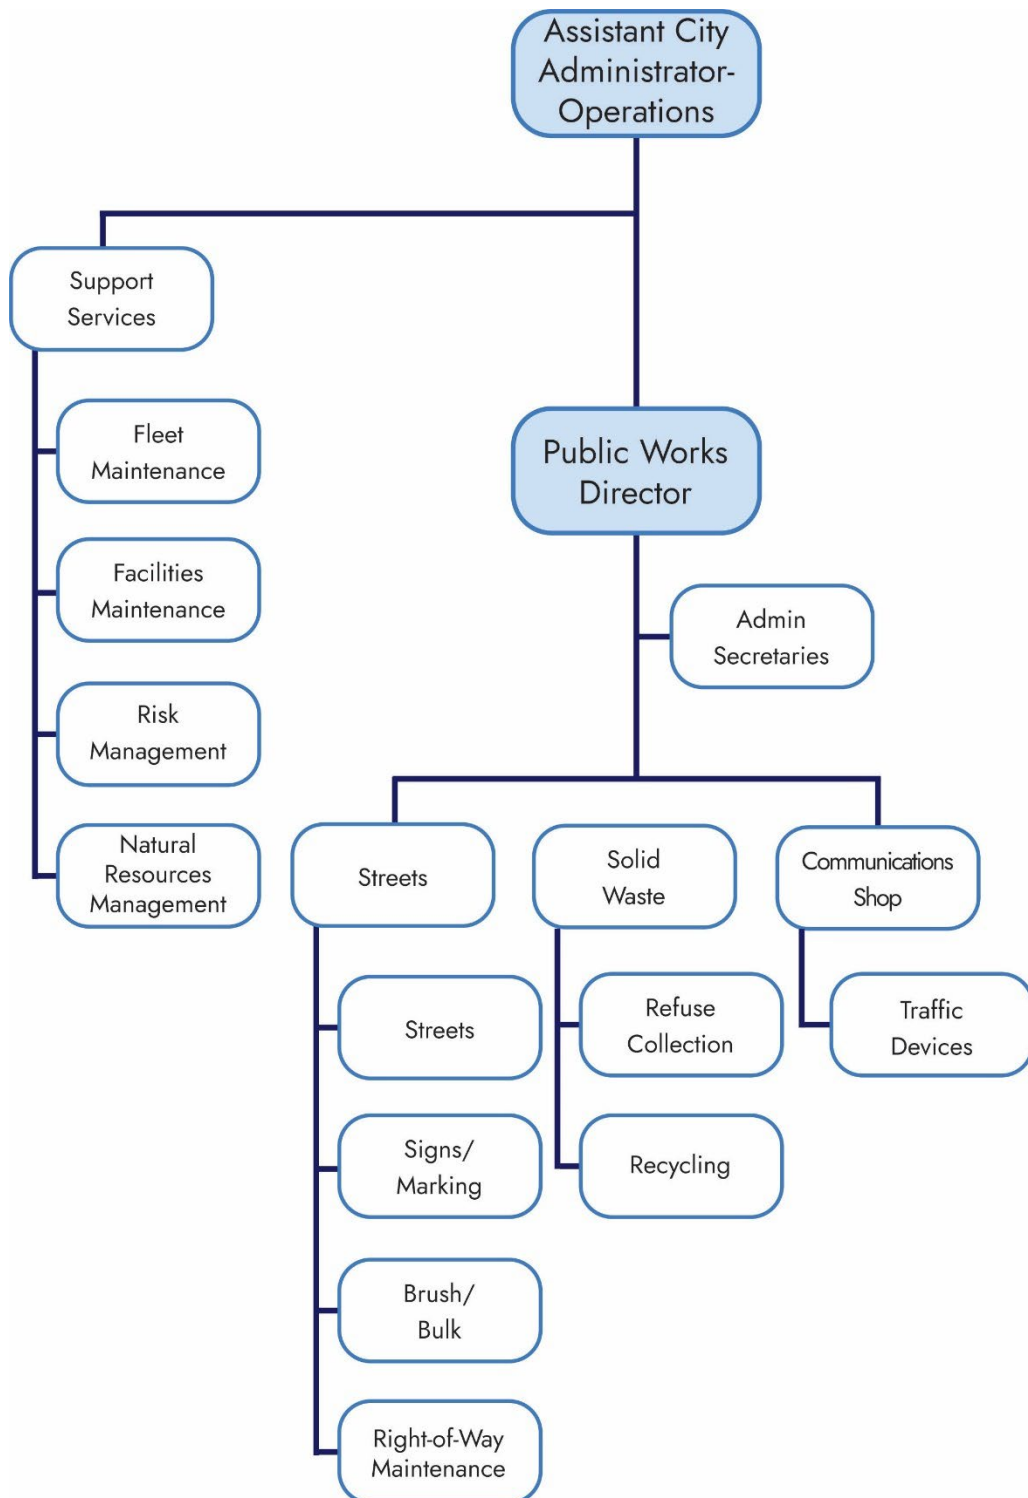 Assistant City
Administrator-
Operations
Support
Services
Fleet
Maintenance
Facilities
Maintenance
Risk
Management
Natural
Resources
Management
Public Works
Director
Admin
Secretaries
Streets
Streets
Signs/
Marking
Brush/
Bulk
Right-of-Way
Maintenance
Solid
Waste
Refuse
Collection
Recycling
Communications
Shop
Traffic
Devices